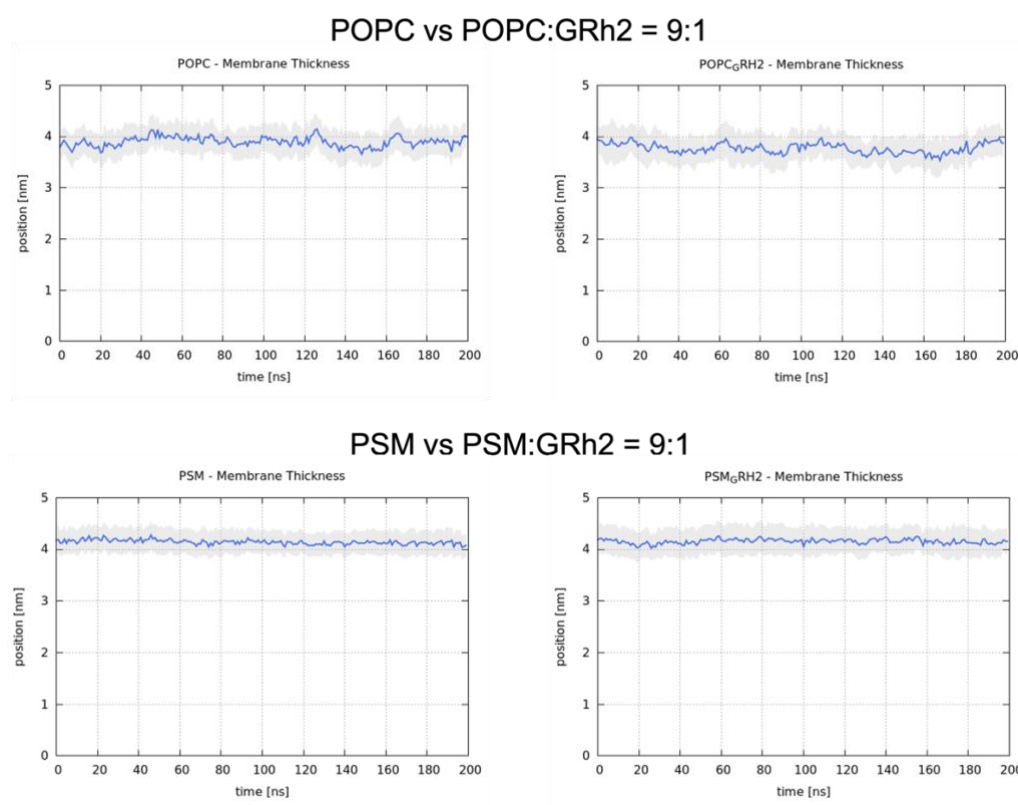 POPC vs POPC:GRh2 = 9:1
POPC - Membrane Thickness
5
4
3
2
1
0
position [nm]
0 20 40 60 80 100 120 140 160 180 200
time [ns]
POPCGRH2 - Membrane Thickness
5
4
3
2
1
0
position [nm]
0 20 40 60 80 100 120 140 160 180 200
time [ns]
PSM vs PSM:GRh2 = 9:1
PSM - Membrane Thickness
5
4
3
2
1
0
position [nm]
0 20 40 60 80 100 120 140 160 180 200
time [ns]
PSMGRH2 - Membrane Thickness
5
4
3
2
1
0
position [nm]
0 20 40 60 80 100 120 140 160 180 200
time [ns]